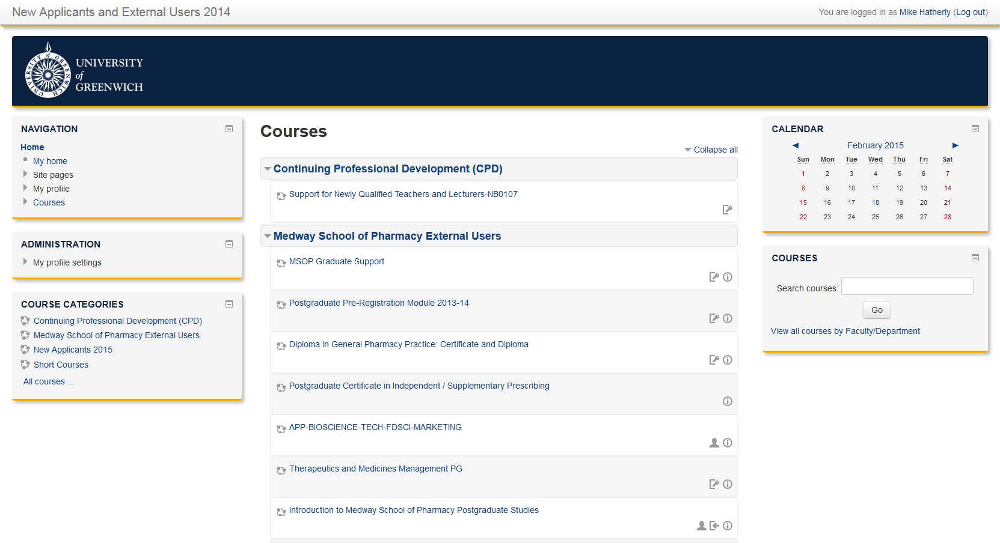 New Applicants and External Users 2014
You are logged in as Mike Hatherly (Log out)
UNIVERSITY OF GREENWICH
UNIVERSITY
of
GREENWICH
NAVIGATION
Home
My home
Site pages
My profile
Courses
ADMINISTRATION
My profile settings
COURSE CATEGORIES
Continuing Professional Development (CPD)
Medway School of Pharmacy External Users
New Applicants 2015
Short Courses
All courses ...
Courses
Collapse all
Continuing Professional Development (CPD)
Support for Newly Qualified Teachers and Lecturers-NB0107
Medway School of Pharmacy External Users
MSOP Graduate Support
Postgraduate Pre-Registration Module 2013-14
Diploma in General Pharmacy Practice: Certificate and Diploma
Postgraduate Certificate in Independent / Supplementary Prescribing
APP-BIOSCIENCE-TECH-FDSCI-MARKETING
Therapeutics and Medicines Management PG
Introduction to Medway School of Pharmacy Postgraduate Studies
CALENDAR
◄ February 2015 ►
Sun Mon Tue Wed Thu Fri Sat
1 2 3 4 5 6 7
8 9 10 11 12 13 14
15 16 17 18 19 20 21
22 23 24 25 26 27 28
COURSES
Search courses:
Go
View all courses by Faculty/Department